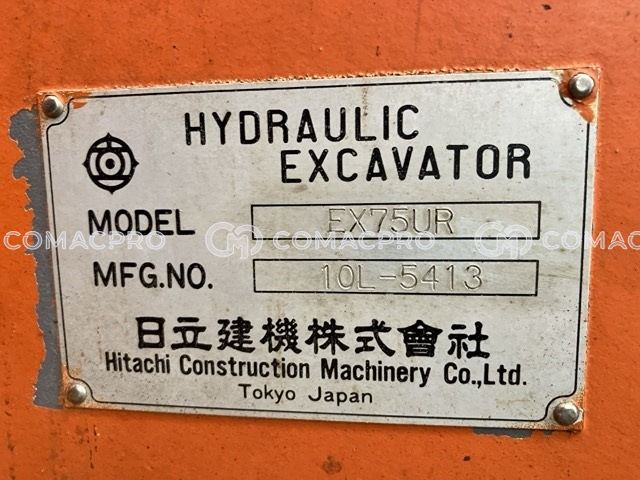 HYDRAULIC
EXCAVATOR
MODEL EX75UR
COMACPRO COMACPRO COMACPRO
MFG.NO. 10L-5413
日立建機株式會社
Hitachi Construction Machinery Co.,Ltd.
Tokyo Japan